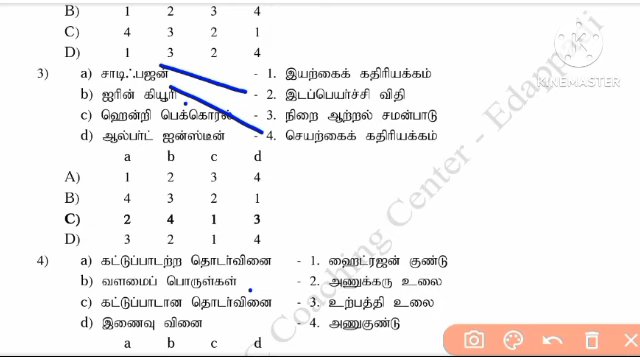 B) 1 2 3 4
C) 4 3 2 1
D) 1 3 2 4
3) a) சாடிஃபஜன் - 1. இயற்கைக் கதிரியக்கம்
b) ஐரின் கியூரி - 2. இடப்பெயர்ச்சி விதி
c) ஹென்றி பெக்கொரல் - 3. நிறை ஆற்றல் சமன்பாடு
d) ஆல்பர்ட் ஐன்ஸ்டீன் - 4. செயற்கைக் கதிரியக்கம்
a b c d
A) 1 2 3 4
B) 4 3 2 1
C) 2 4 1 3
D) 3 2 1 4
4) a) கட்டுப்பாடற்ற தொடர்வினை - 1. ஹைட்ரஜன் குண்டு
b) வளமைப் பொருள்கள் - 2. அணுக்கரு உலை
c) கட்டுப்பாடான தொடர்வினை - 3. உற்பத்தி உலை
d) இணைவு வினை - 4. அணுகுண்டு
a b c d
C Coaching Center - Edappadi
KINEMASTER